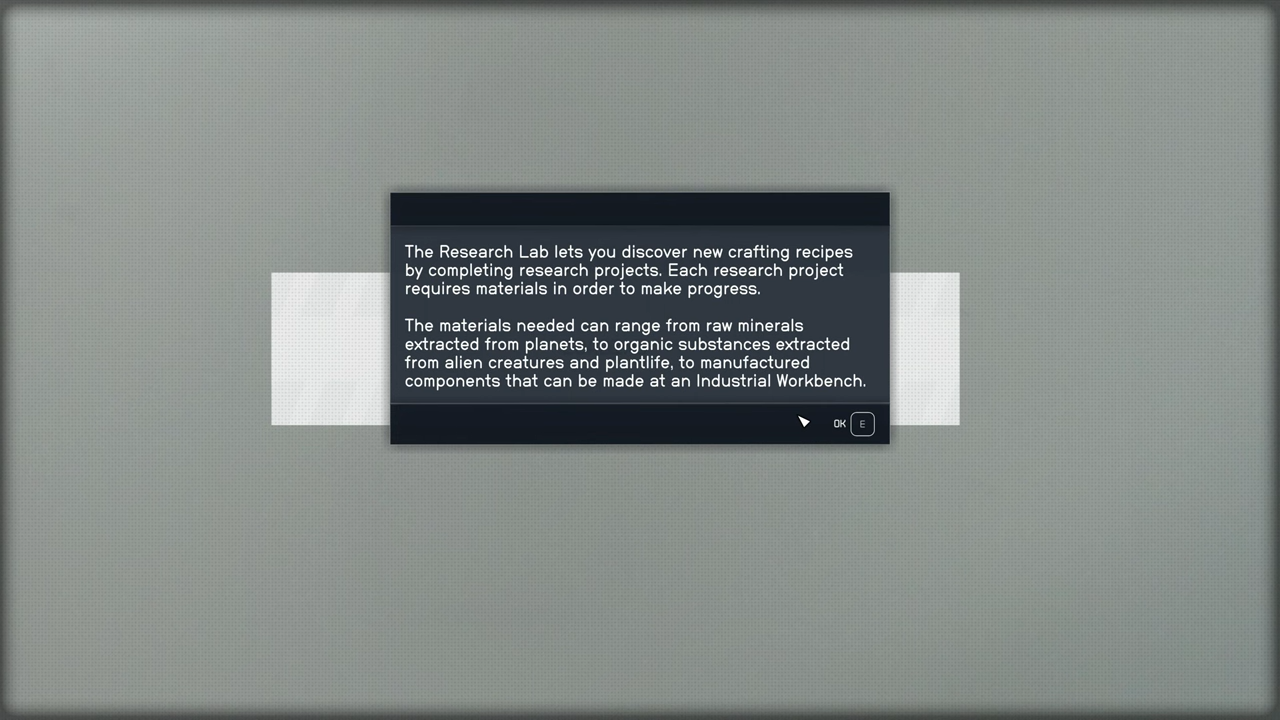 The Research Lab lets you discover new crafting recipes
by completing research projects. Each research project
requires materials in order to make progress.
The materials needed can range from raw minerals
extracted from planets, to organic substances extracted
from alien creatures and plantlife, to manufactured
components that can be made at an Industrial Workbench.
OK E